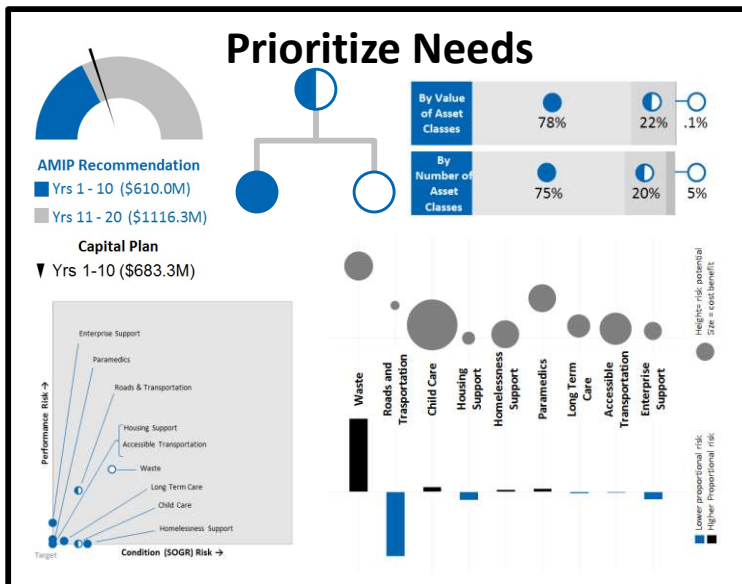 Prioritize Needs
AMIP Recommendation
Yrs 1 - 10 ($610.0M)
Yrs 11 - 20 ($1116.3M)
Capital Plan
Yrs 1-10 ($683.3M)
By Value
of Asset
Classes
78%
22%
.1%
By
Number of
Asset
Classes
75%
20%
5%
Performance Risk →
Enterprise Support
Paramedics
Roads & Transportation
Housing Support
Accessible Transportation
Waste
Long Term Care
Child Care
Homelessness Support
Target
Condition (SOGR) Risk →
Height= risk potential
Size = cost benefit
Waste
Roads and
Trasportation
Child Care
Housing
Support
Homelessness
Support
Paramedics
Long Term
Care
Accessible
Transportation
Enterprise
Support
Lower proportional risk
Higher Proportional risk